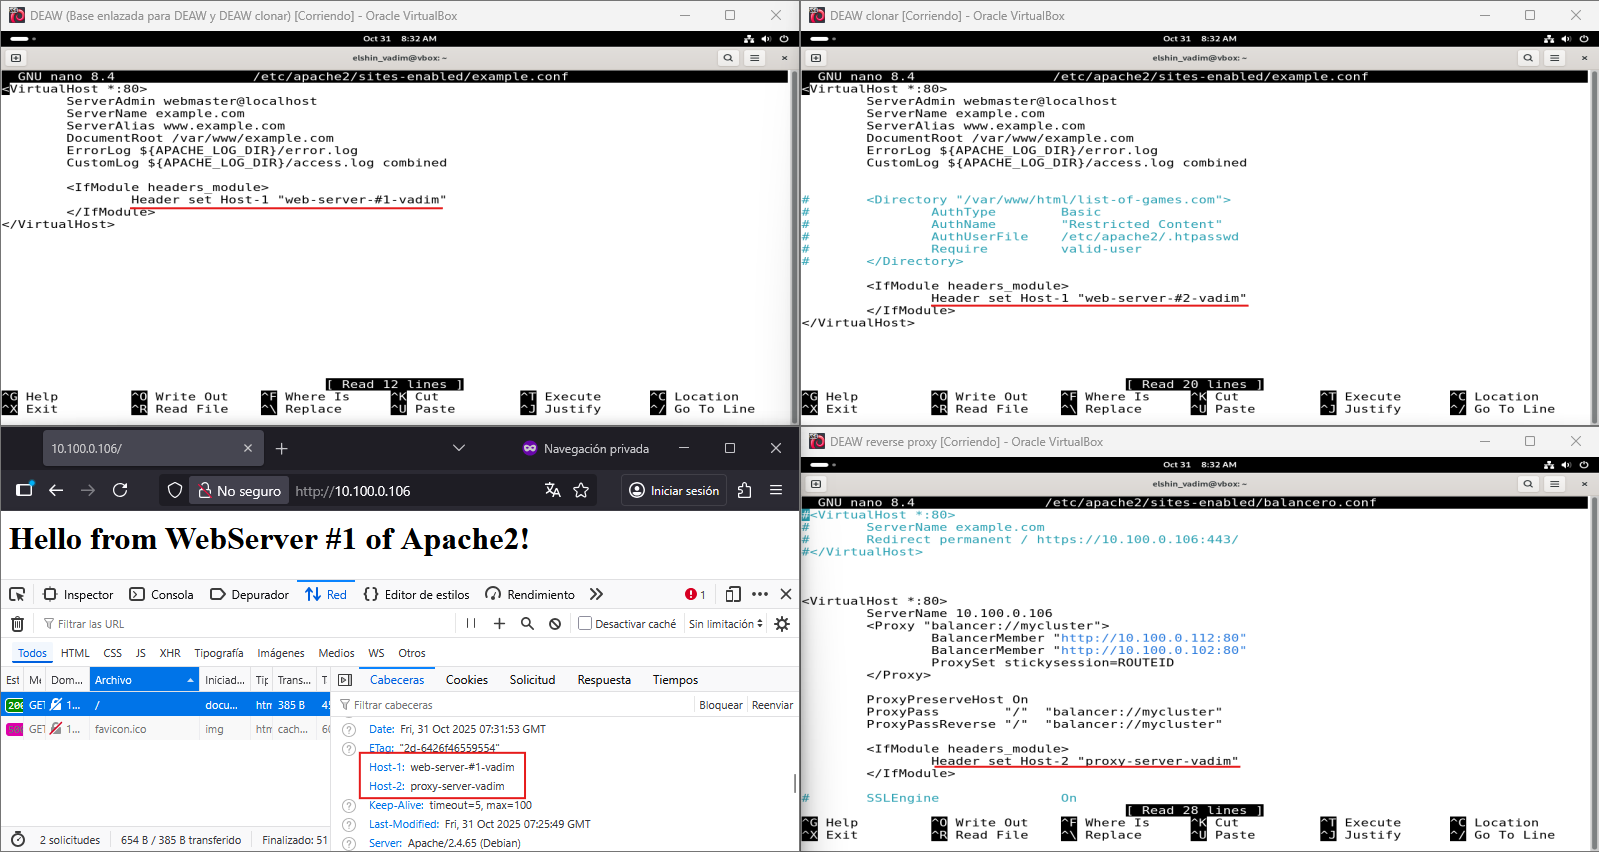 DEAW (Base enlazada para DEAW y DEAW clonar) [Corriendo] - Oracle VirtualBox
Oct 31 8:32 AM
elshin_vadim@vbox: ~
GNU nano 8.4 /etc/apache2/sites-enabled/example.conf
<VirtualHost *:80>
ServerAdmin webmaster@localhost
ServerName example.com
ServerAlias www.example.com
DocumentRoot /var/www/example.com
ErrorLog ${APACHE_LOG_DIR}/error.log
CustomLog ${APACHE_LOG_DIR}/access.log combined
<IfModule headers_module>
Header set Host-1 "web-server-#1-vadim"
</IfModule>
</VirtualHost>
[ Read 12 lines ]
^G Help ^O Write Out ^F Where Is ^K Cut ^T Execute ^C Location
^X Exit ^R Read File ^\ Replace ^U Paste ^J Justify ^/ Go To Line
DEAW clonar [Corriendo] - Oracle VirtualBox
Oct 31 8:32 AM
elshin_vadim@vbox: ~
GNU nano 8.4 /etc/apache2/sites-enabled/example.conf
<VirtualHost *:80>
ServerAdmin webmaster@localhost
ServerName example.com
ServerAlias www.example.com
DocumentRoot /var/www/example.com
ErrorLog ${APACHE_LOG_DIR}/error.log
CustomLog ${APACHE_LOG_DIR}/access.log combined
# <Directory "/var/www/html/list-of-games.com">
# AuthType Basic
# AuthName "Restricted Content"
# AuthUserFile /etc/apache2/.htpasswd
# Require valid-user
# </Directory>
<IfModule headers_module>
Header set Host-1 "web-server-#2-vadim"
</IfModule>
</VirtualHost>
[ Read 20 lines ]
^G Help ^O Write Out ^F Where Is ^K Cut ^T Execute ^C Location
^X Exit ^R Read File ^\ Replace ^U Paste ^J Justify ^/ Go To Line
10.100.0.106/
Navegación privada
No seguro http://10.100.0.106 Iniciar sesión
Hello from WebServer #1 of Apache2!
Inspector Consola Depurador Red Editor de estilos Rendimiento 1
Filtrar las URL Desactivar caché Sin limitación
Todos HTML CSS JS XHR Tipografía Imágenes Medios WS Otros
Est Mé Dom... Archivo Iniciad... Tip Trans... T
200 GET 1... / docu... htm 385 B 45
GET 1... favicon.ico img htm cach... 60
Cabeceras Cookies Solicitud Respuesta Tiempos
Filtrar cabeceras Bloquear Reenviar
Date: Fri, 31 Oct 2025 07:31:53 GMT
ETag: "2d-6426f46559554"
Host-1: web-server-#1-vadim
Host-2: proxy-server-vadim
Keep-Alive: timeout=5, max=100
Last-Modified: Fri, 31 Oct 2025 07:25:49 GMT
Server: Apache/2.4.65 (Debian)
2 solicitudes 654 B / 385 B transferido Finalizado: 51
DEAW reverse proxy [Corriendo] - Oracle VirtualBox
Oct 31 8:32 AM
elshin_vadim@vbox: ~
GNU nano 8.4 /etc/apache2/sites-enabled/balancero.conf
#<VirtualHost *:80>
# ServerName example.com
# Redirect permanent / https://10.100.0.106:443/
#</VirtualHost>
<VirtualHost *:80>
ServerName 10.100.0.106
<Proxy "balancer://mycluster">
BalancerMember "http://10.100.0.112:80"
BalancerMember "http://10.100.0.102:80"
ProxySet stickysession=ROUTEID
</Proxy>
ProxyPreserveHost On
ProxyPass "/" "balancer://mycluster"
ProxyPassReverse "/" "balancer://mycluster"
<IfModule headers_module>
Header set Host-2 "proxy-server-vadim"
</IfModule>
# SSLEngine On
[ Read 28 lines ]
^G Help ^O Write Out ^F Where Is ^K Cut ^T Execute ^C Location
^X Exit ^R Read File ^\ Replace ^U Paste ^J Justify ^/ Go To Line